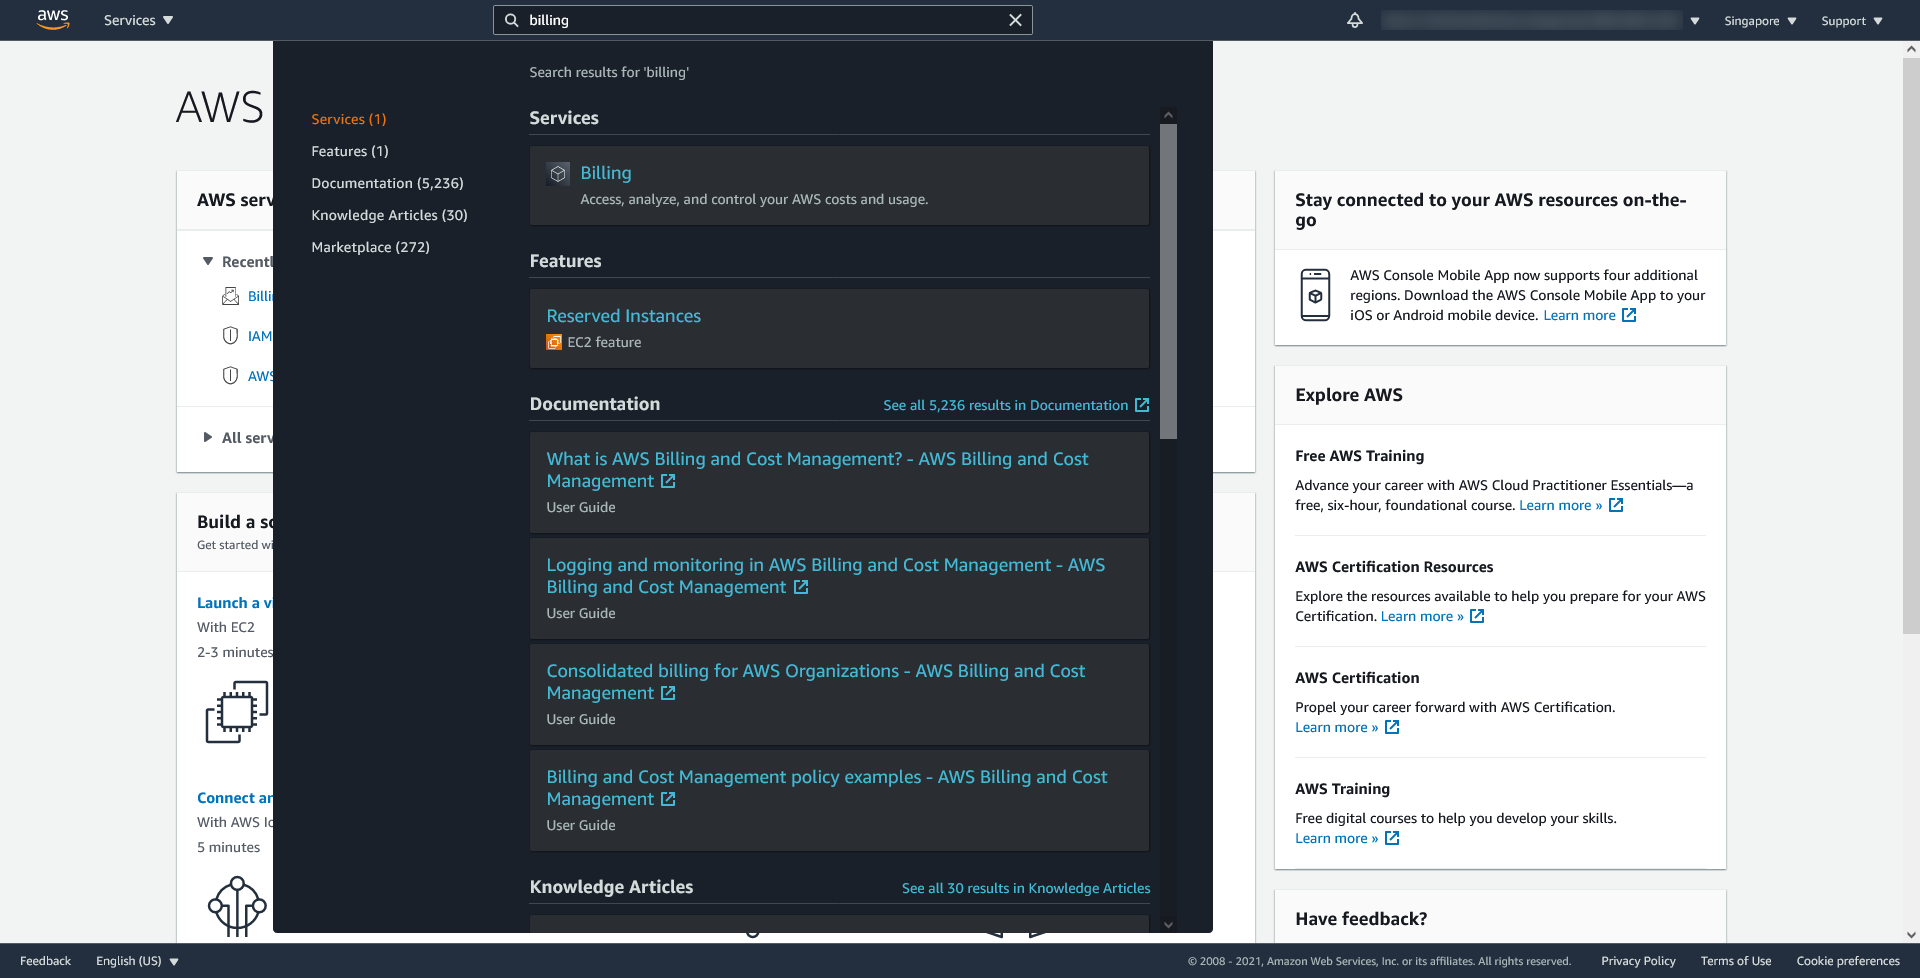 aws
Services
billing
Singapore
Support
Search results for 'billing'
AWS
Services (1)
Features (1)
Documentation (5,236)
Knowledge Articles (30)
Marketplace (272)
Services
Billing
Access, analyze, and control your AWS costs and usage.
Features
Reserved Instances
EC2 feature
Documentation
See all 5,236 results in Documentation
What is AWS Billing and Cost Management? - AWS Billing and Cost
Management
User Guide
Logging and monitoring in AWS Billing and Cost Management - AWS
Billing and Cost Management
User Guide
Consolidated billing for AWS Organizations - AWS Billing and Cost
Management
User Guide
Billing and Cost Management policy examples - AWS Billing and Cost
Management
User Guide
Knowledge Articles
See all 30 results in Knowledge Articles
AWS serv
Recentl
Billi
IAM
AWS
All serv
Build a so
Get started wi
Launch a vi
With EC2
2-3 minutes
Connect an
With AWS Io
5 minutes
Stay connected to your AWS resources on-the-
go
AWS Console Mobile App now supports four additional
regions. Download the AWS Console Mobile App to your
iOS or Android mobile device. Learn more
Explore AWS
Free AWS Training
Advance your career with AWS Cloud Practitioner Essentials—a
free, six-hour, foundational course. Learn more »
AWS Certification Resources
Explore the resources available to help you prepare for your AWS
Certification. Learn more »
AWS Certification
Propel your career forward with AWS Certification.
Learn more »
AWS Training
Free digital courses to help you develop your skills.
Learn more »
Have feedback?
Feedback
English (US)
© 2008 - 2021, Amazon Web Services, Inc. or its affiliates. All rights reserved.
Privacy Policy
Terms of Use
Cookie preferences